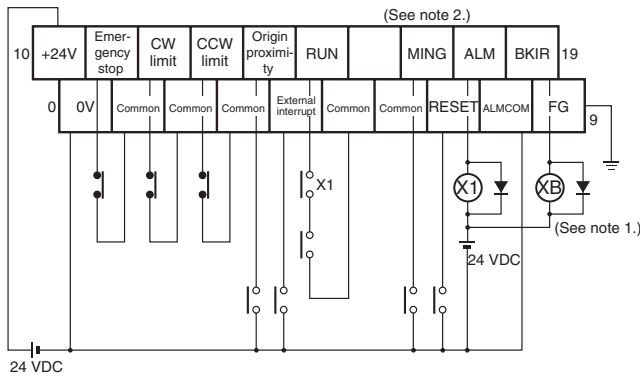 (See note 2.)
10 +24V Emer-gency stop CW limit CCW limit Origin proximi-ty RUN MING ALM BKIR 19
0 0V Common Common Common External interrupt Common Common RESET ALMCOM FG 9
X1
X1 XB
(See note 1.)
24 VDC
24 VDC